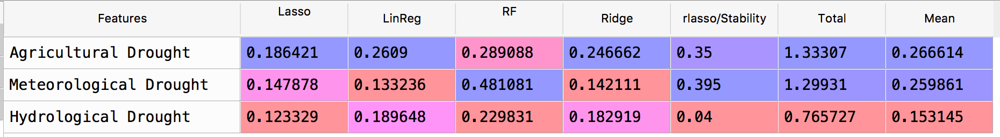 Features Lasso LinReg RF Ridge rlasso/Stability Total Mean
Agricultural Drought 0.186421 0.2609 0.289088 0.246662 0.35 1.33307 0.266614
Meteorological Drought 0.147878 0.133236 0.481081 0.142111 0.395 1.29931 0.259861
Hydrological Drought 0.123329 0.189648 0.229831 0.182919 0.04 0.765727 0.153145